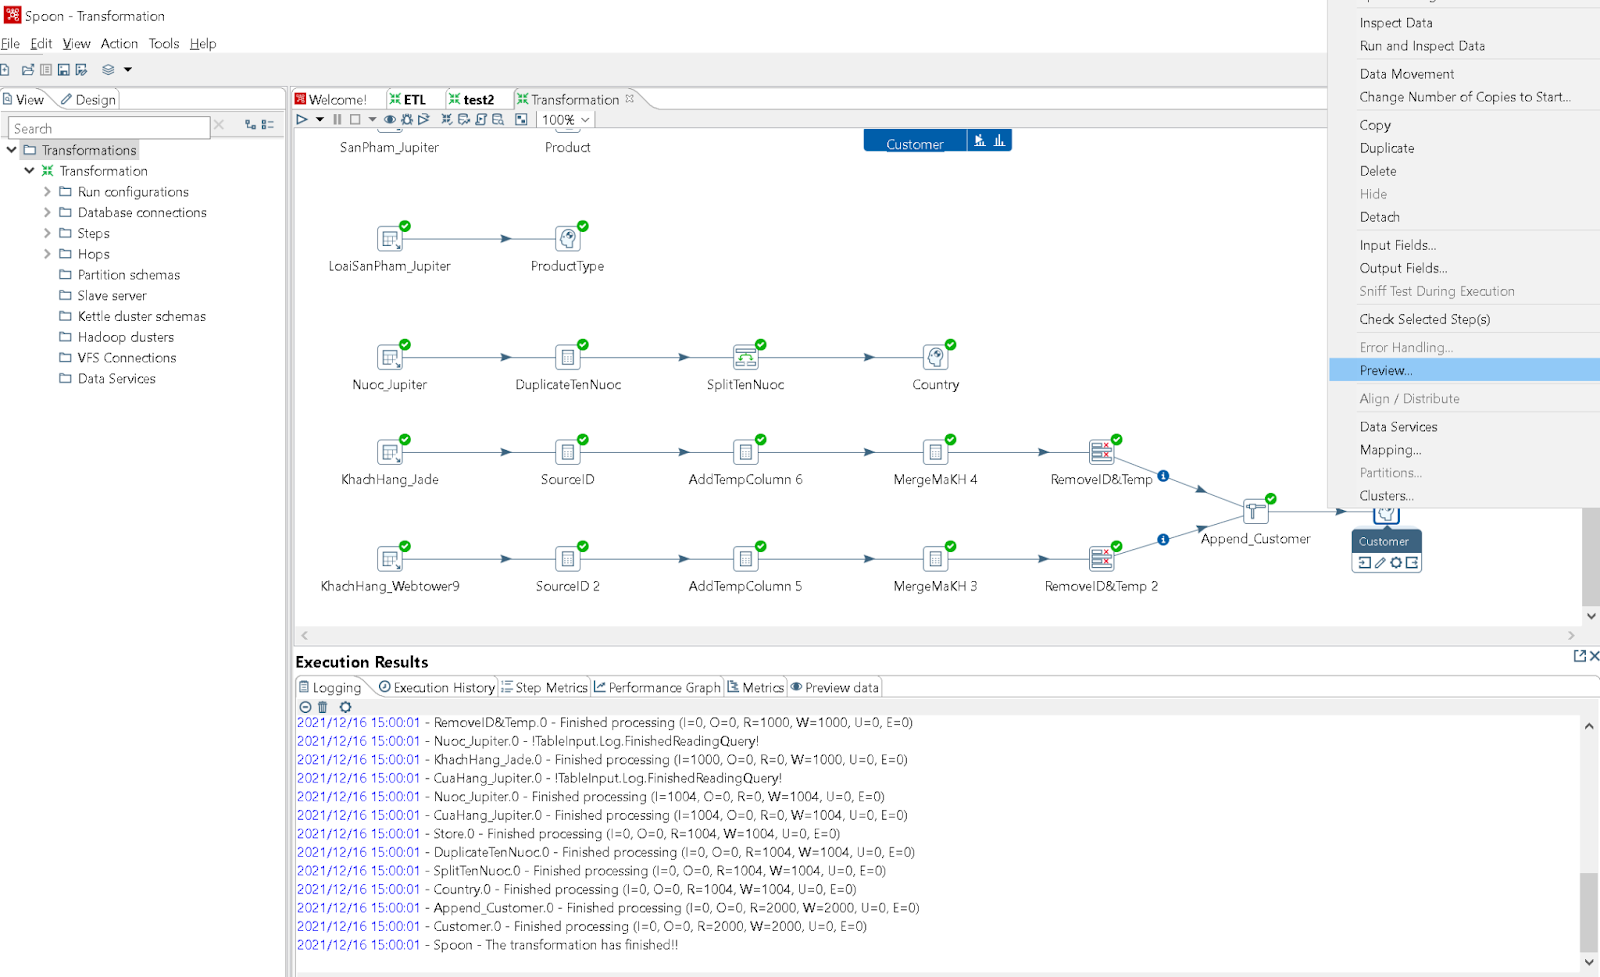 Spoon - Transformation
File Edit View Action Tools Help
View Design
Search
Transformations
Transformation
Run configurations
Database connections
Steps
Hops
Partition schemas
Slave server
Kettle cluster schemas
Hadoop clusters
VFS Connections
Data Services
Welcome! ETL test2 Transformation
100%
SanPham_Jupiter Product Customer
LoaiSanPham_Jupiter ProductType
Nuoc_Jupiter DuplicateTenNuoc SplitTenNuoc Country
KhachHang_Jade SourceID AddTempColumn 6 MergeMaKH 4 RemoveID&Temp
Append_Customer
Customer
KhachHang_Webtower9 SourceID 2 AddTempColumn 5 MergeMaKH 3 RemoveID&Temp 2
Inspect Data
Run and Inspect Data
Data Movement
Change Number of Copies to Start...
Copy
Duplicate
Delete
Hide
Detach
Input Fields...
Output Fields...
Sniff Test During Execution
Check Selected Step(s)
Error Handling...
Preview...
Align / Distribute
Data Services
Mapping...
Partitions...
Clusters...
Execution Results
Logging Execution History Step Metrics Performance Graph Metrics Preview data
2021/12/16 15:00:01 - RemoveID&Temp.0 - Finished processing (I=0, O=0, R=1000, W=1000, U=0, E=0)
2021/12/16 15:00:01 - Nuoc_Jupiter.0 - !TableInput.Log.FinishedReadingQuery!
2021/12/16 15:00:01 - KhachHang_Jade.0 - Finished processing (I=1000, O=0, R=0, W=1000, U=0, E=0)
2021/12/16 15:00:01 - CuaHang_Jupiter.0 - !TableInput.Log.FinishedReadingQuery!
2021/12/16 15:00:01 - Nuoc_Jupiter.0 - Finished processing (I=1004, O=0, R=0, W=1004, U=0, E=0)
2021/12/16 15:00:01 - CuaHang_Jupiter.0 - Finished processing (I=1004, O=0, R=0, W=1004, U=0, E=0)
2021/12/16 15:00:01 - Store.0 - Finished processing (I=0, O=0, R=1004, W=1004, U=0, E=0)
2021/12/16 15:00:01 - DuplicateTenNuoc.0 - Finished processing (I=0, O=0, R=1004, W=1004, U=0, E=0)
2021/12/16 15:00:01 - SplitTenNuoc.0 - Finished processing (I=0, O=0, R=1004, W=1004, U=0, E=0)
2021/12/16 15:00:01 - Country.0 - Finished processing (I=0, O=0, R=1004, W=1004, U=0, E=0)
2021/12/16 15:00:01 - Append_Customer.0 - Finished processing (I=0, O=0, R=2000, W=2000, U=0, E=0)
2021/12/16 15:00:01 - Customer.0 - Finished processing (I=0, O=0, R=2000, W=2000, U=0, E=0)
2021/12/16 15:00:01 - Spoon - The transformation has finished!!